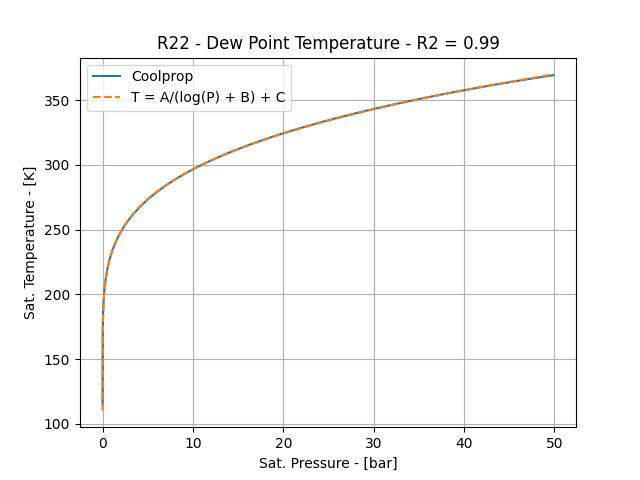 R22 - Dew Point Temperature - R2 = 0.99
Coolprop
T = A/(log(P) + B) + C
Sat. Temperature - [K]
350
300
250
200
150
100
0 10 20 30 40 50
Sat. Pressure - [bar]